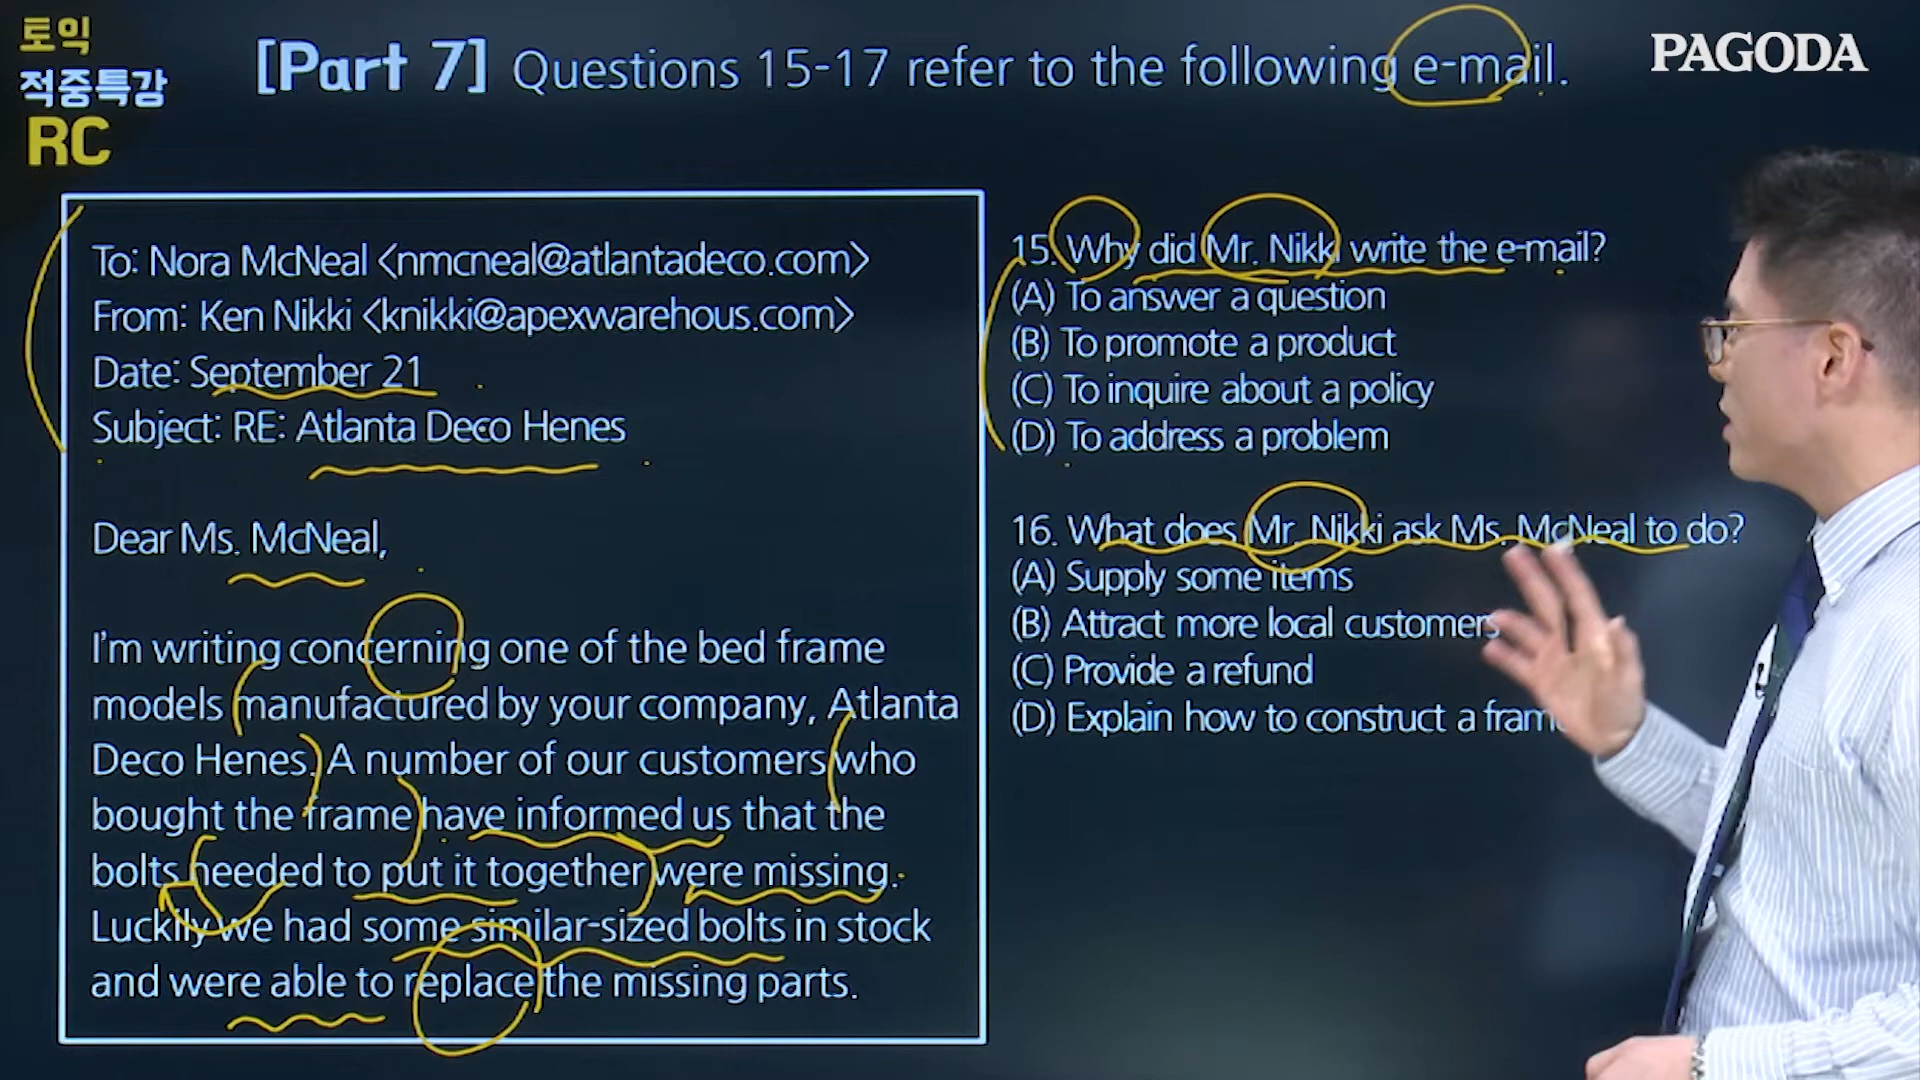 토익
적중특강
RC
[Part 7] Questions 15-17 refer to the following e-mail.
PAGODA
To: Nora McNeal <nmcneal@atlantadeco.com>
From: Ken Nikki <knikki@apexwarehous.com>
Date: September 21
Subject: RE: Atlanta Deco Henes
Dear Ms. McNeal,
I'm writing concerning one of the bed frame
models manufactured by your company, Atlanta
Deco Henes. A number of our customers who
bought the frame have informed us that the
bolts needed to put it together were missing.
Luckily we had some similar-sized bolts in stock
and were able to replace the missing parts.
15. Why did Mr. Nikki write the e-mail?
(A) To answer a question
(B) To promote a product
(C) To inquire about a policy
(D) To address a problem
16. What does Mr. Nikki ask Ms. McNeal to do?
(A) Supply some items
(B) Attract more local customers
(C) Provide a refund
(D) Explain how to construct a fram